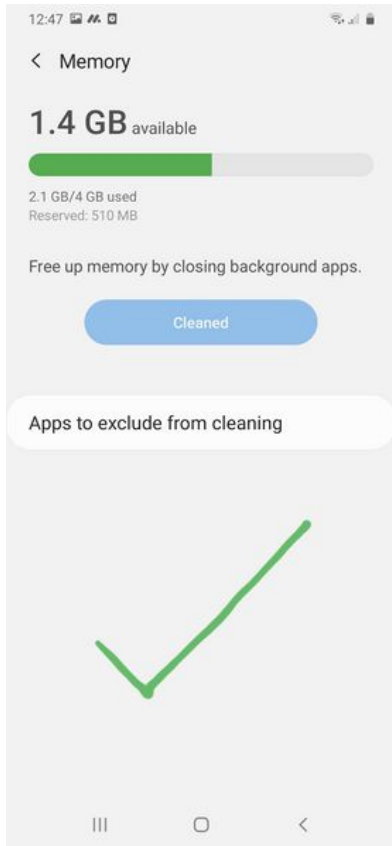 12:47
Memory
1.4 GB available
2.1 GB/4 GB used
Reserved: 510 MB
Free up memory by closing background apps.
Cleaned
Apps to exclude from cleaning